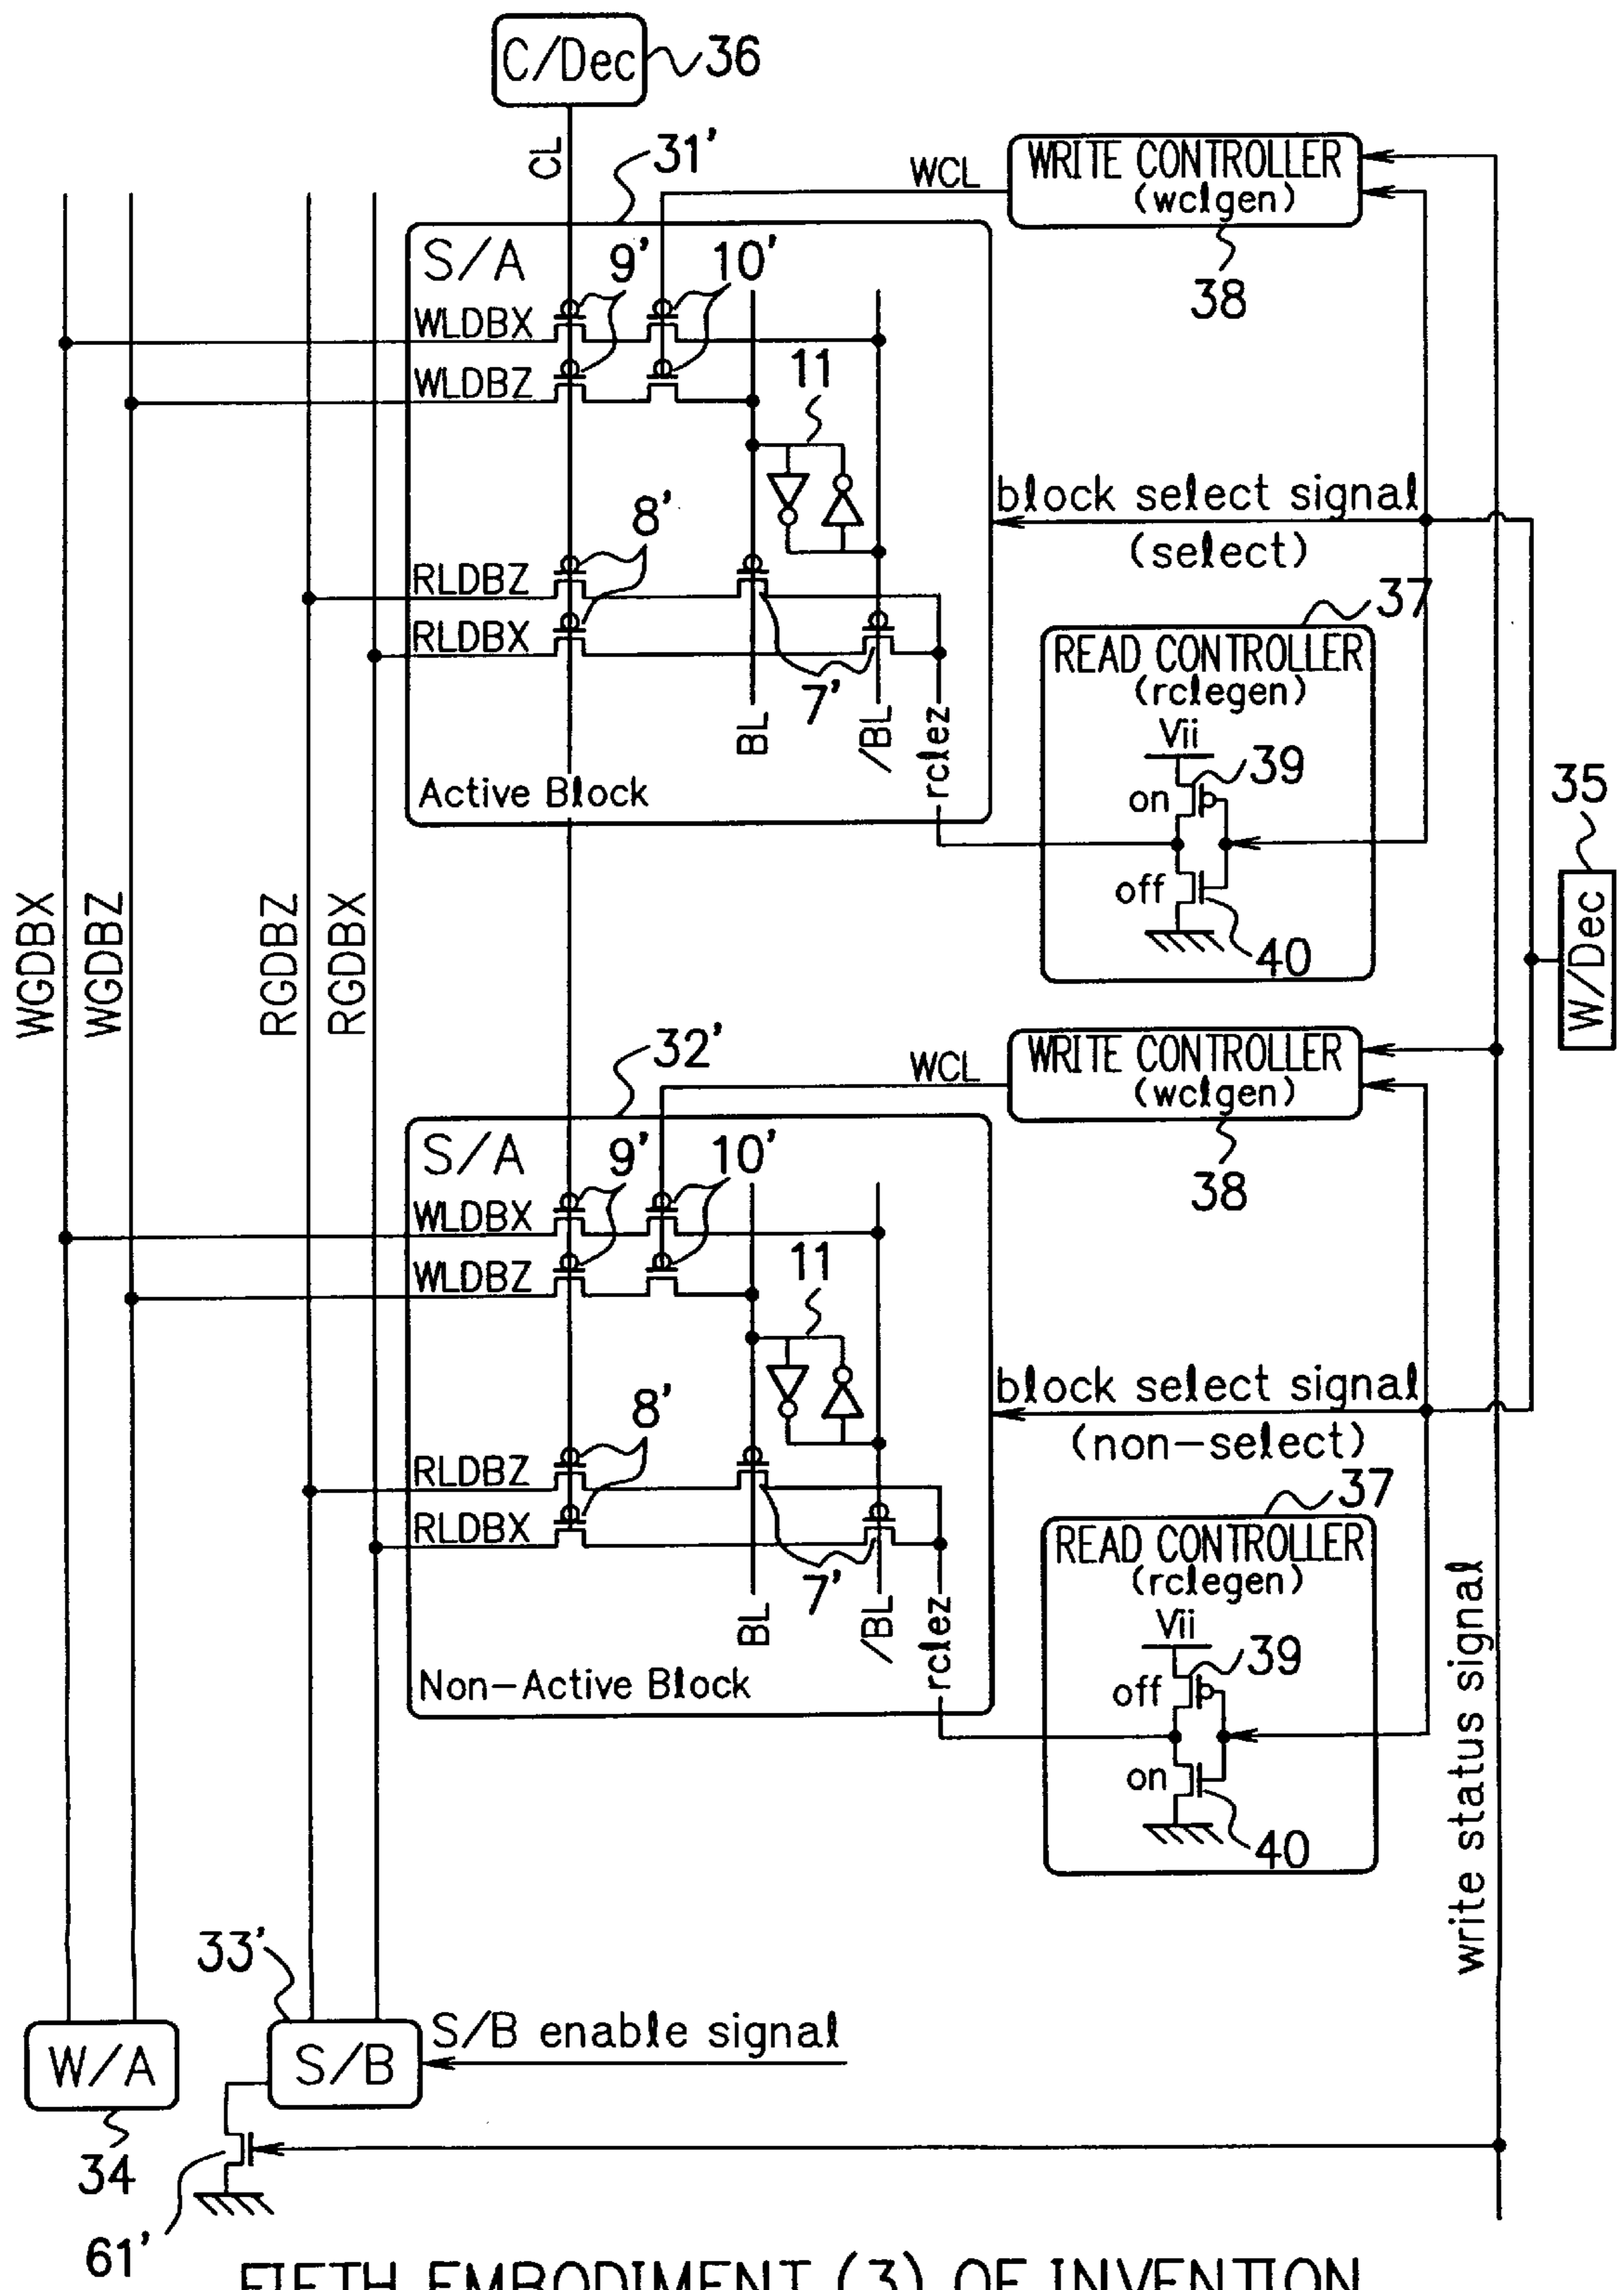 C/Dec
36
CL
31'
WCL
WRITE CONTROLLER
(wclgen)
38
S/A
9'
10'
WLDBX
WLDBZ
11
8'
block select signal
(select)
RLDBZ
RLDBX
7'
BL
/BL
rclez
Active Block
37
READ CONTROLLER
(rclegen)
Vii
39
on
off
40
35
W/Dec
WGDBX
WGDBZ
RGDBZ
RGDBX
32'
WCL
WRITE CONTROLLER
(wclgen)
38
S/A
9'
10'
WLDBX
WLDBZ
11
8'
block select signal
(non-select)
RLDBZ
RLDBX
7'
BL
/BL
rclez
Non-Active Block
37
READ CONTROLLER
(rclegen)
Vii
39
off
on
40
write status signal
33'
W/A
S/B
S/B enable signal
34
61'
FIFTH EMBODIMENT (3) OF INVENTION